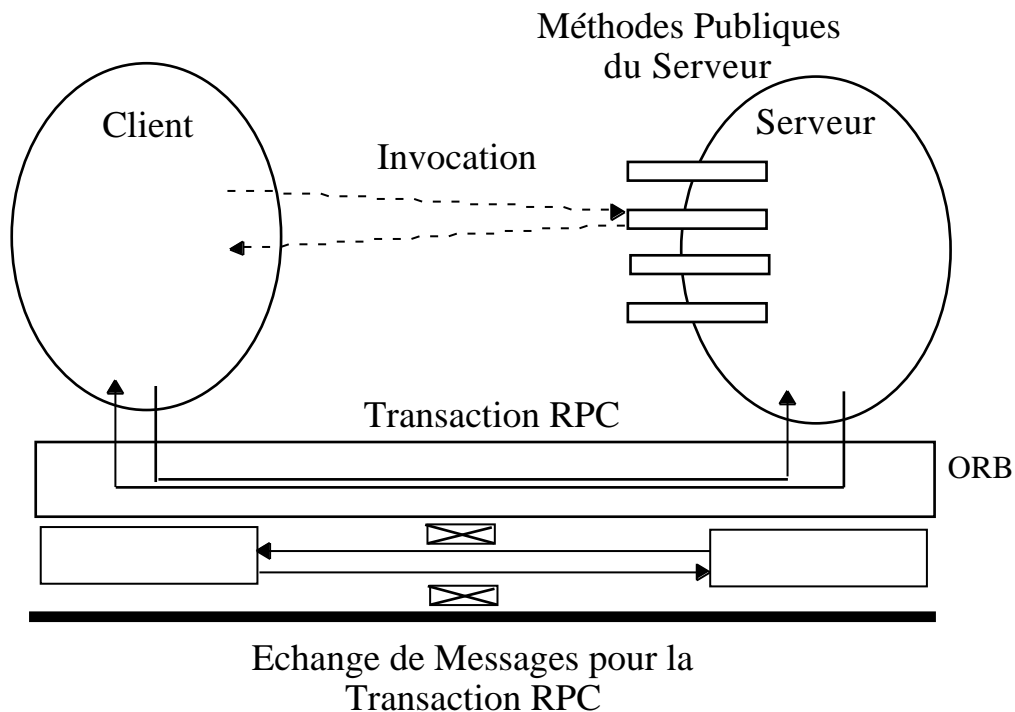 Méthodes Publiques
du Serveur
Client
Serveur
Invocation
Transaction RPC
ORB
Echange de Messages pour la
Transaction RPC